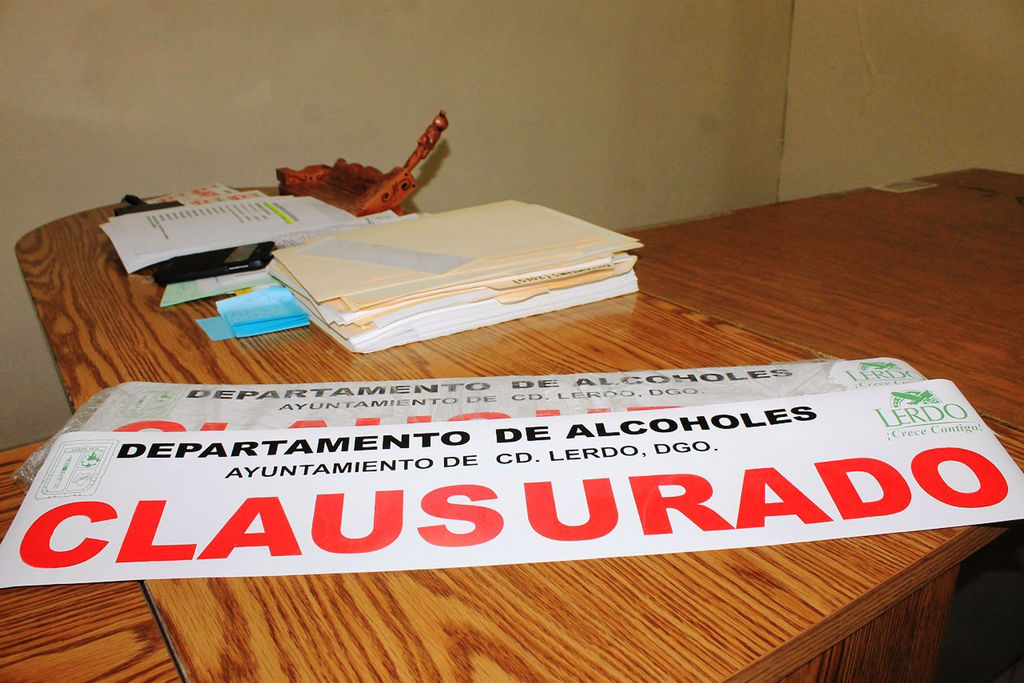 DEPARTAMENTO DE ALCOHOLES
AYUNTAMIENTO DE CD. LERDO, DGO.
LERDO
¡Crece Contigo!
DEPARTAMENTO DE ALCOHOLES
AYUNTAMIENTO DE CD. LERDO, DGO.
CLAUSURADO
LERDO
¡Crece Contigo!